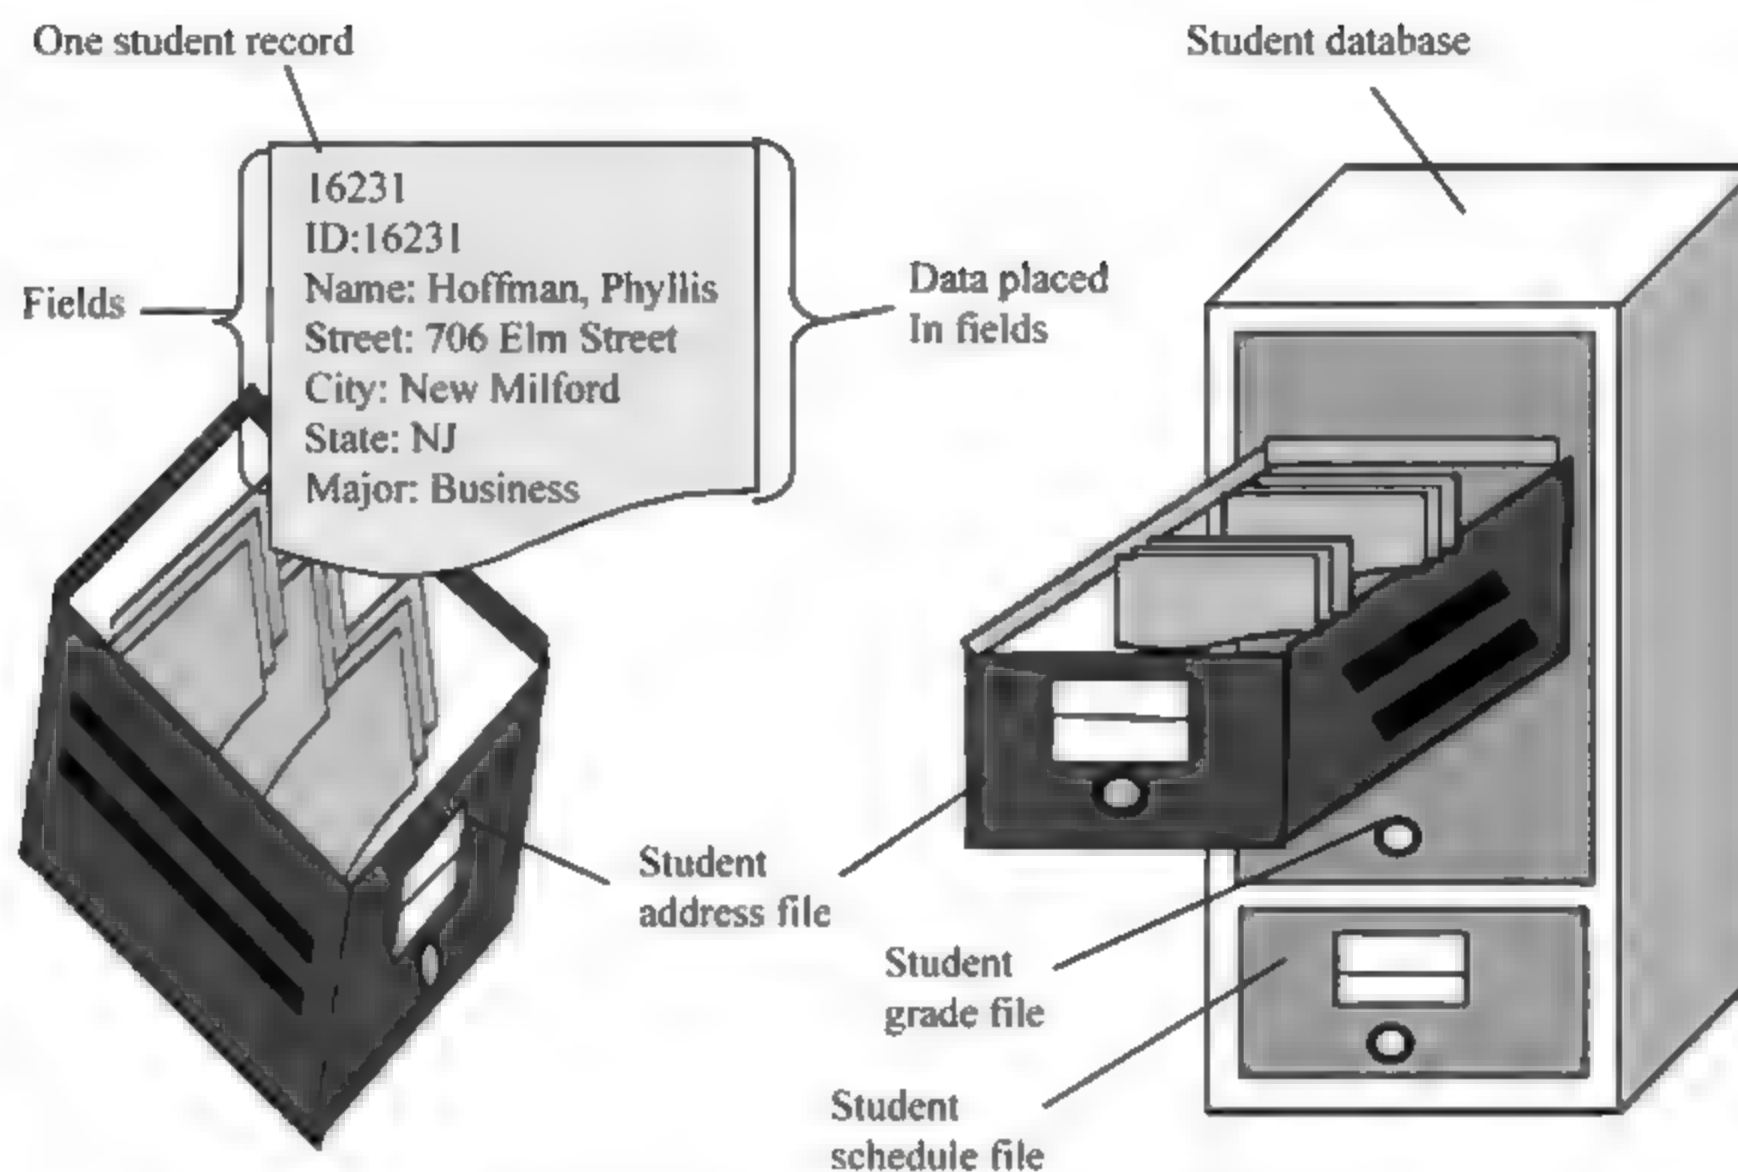 One student record
Student database
16231
ID:16231
Name: Hoffman, Phyllis
Street: 706 Elm Street
City: New Milford
State: NJ
Major: Business
Fields
Data placed
In fields
Student
address file
Student
grade file
Student
schedule file